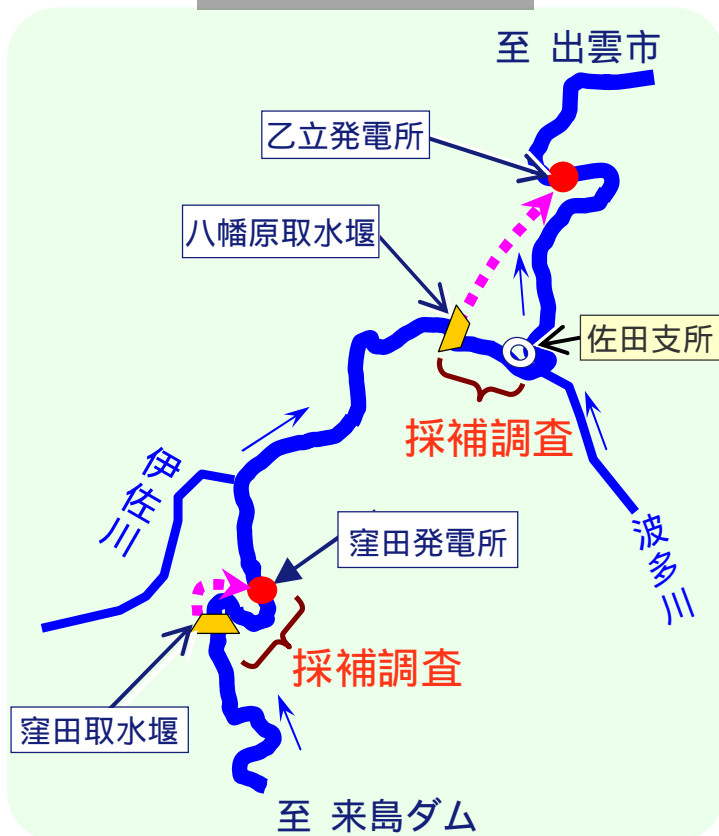 至 出雲市
乙立発電所
八幡原取水堰
佐田支所
採補調査
伊佐川
窪田発電所
波多川
採補調査
窪田取水堰
至 来島ダム